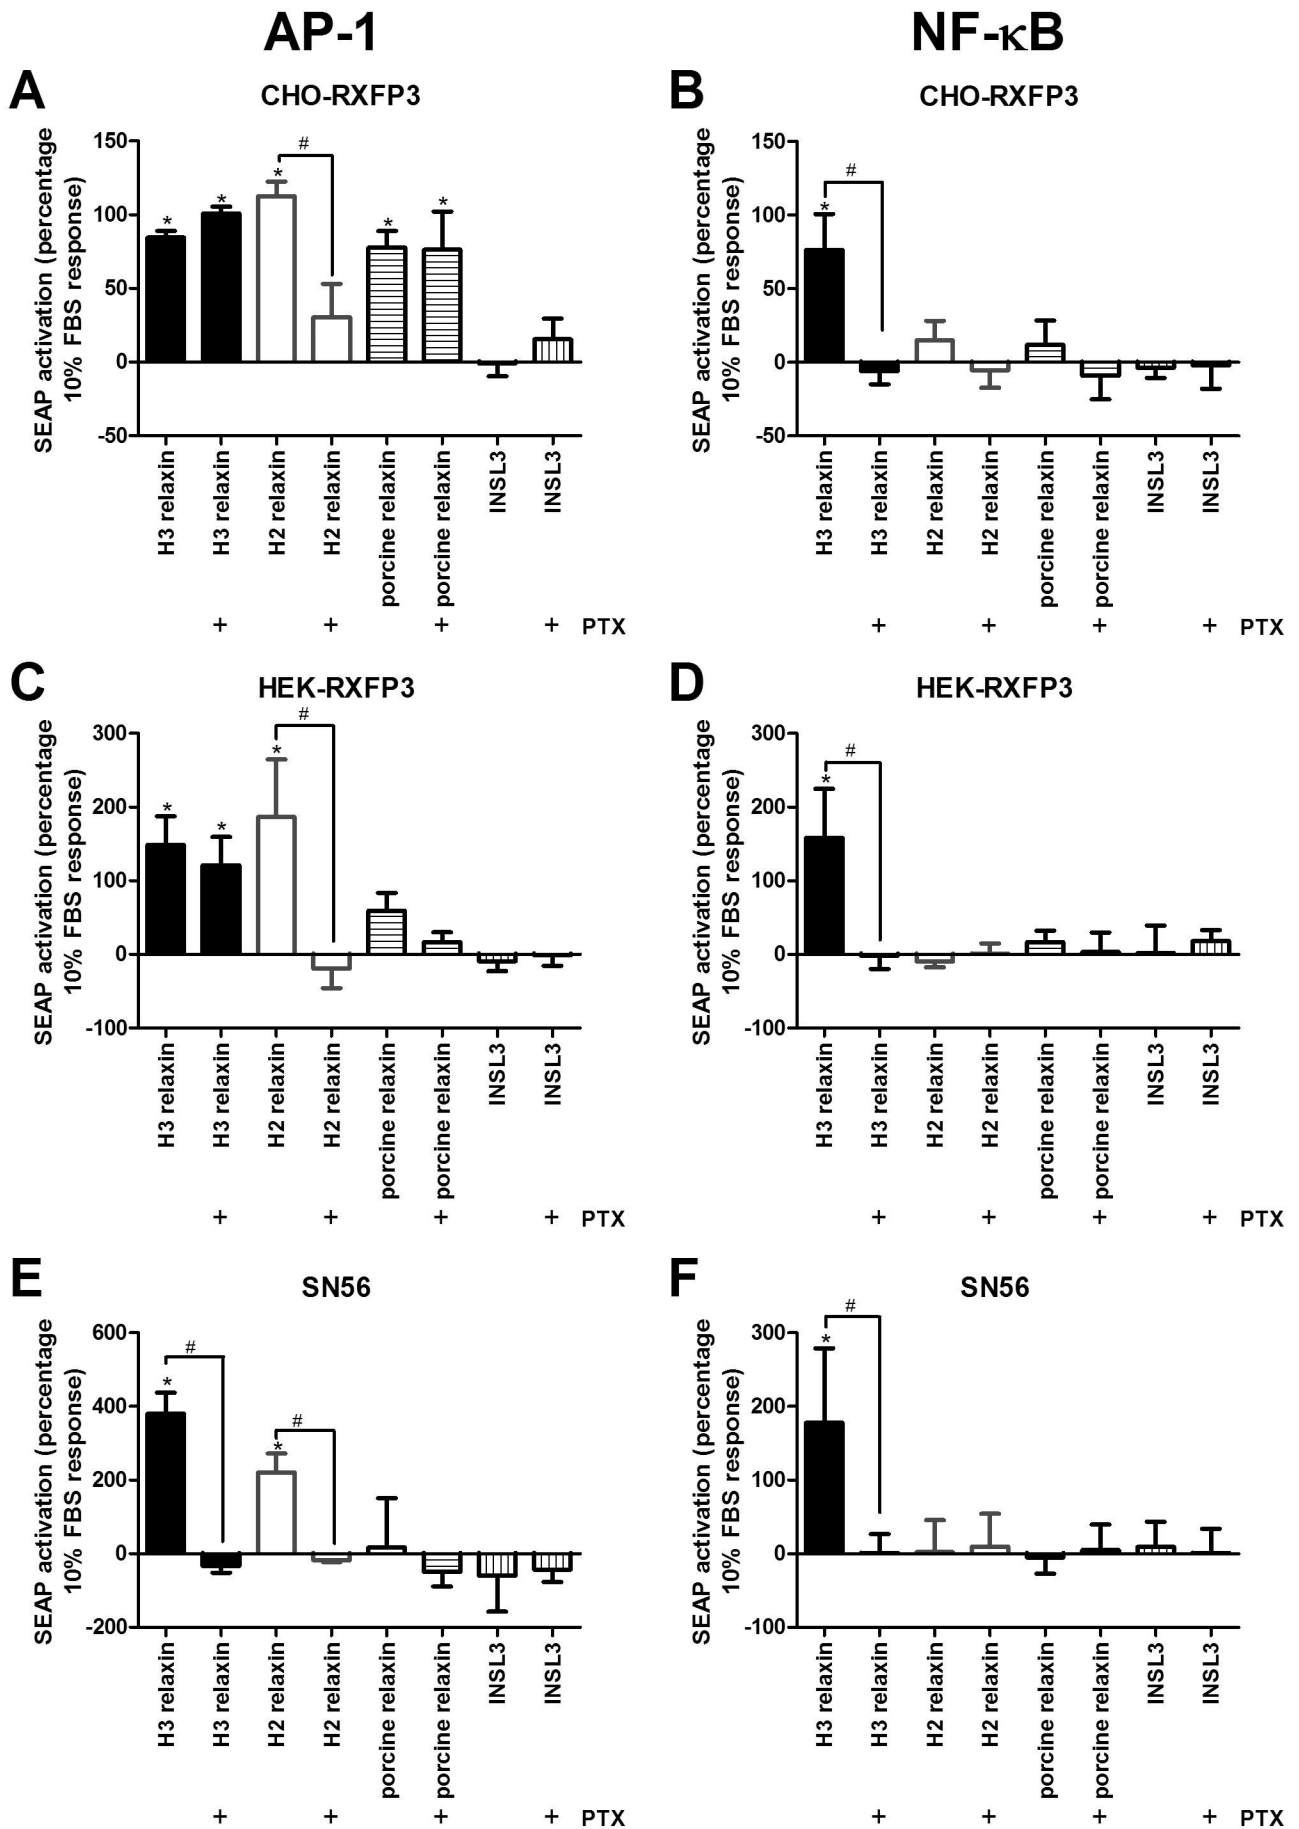 AP-1
NF-κB
A
CHO-RXFP3
SEAP activation (percentage
10% FBS response)
150
100
50
0
-50
*
*
*
#
*
*
H3 relaxin
H3 relaxin
H2 relaxin
H2 relaxin
porcine relaxin
porcine relaxin
INSL3
INSL3
+ + + + PTX
B
CHO-RXFP3
SEAP activation (percentage
10% FBS response)
150
100
50
0
-50
#
*
H3 relaxin
H3 relaxin
H2 relaxin
H2 relaxin
porcine relaxin
porcine relaxin
INSL3
INSL3
+ + + + PTX
C
HEK-RXFP3
SEAP activation (percentage
10% FBS response)
300
200
100
0
-100
*
*
*
#
H3 relaxin
H3 relaxin
H2 relaxin
H2 relaxin
porcine relaxin
porcine relaxin
INSL3
INSL3
+ + + + PTX
D
HEK-RXFP3
SEAP activation (percentage
10% FBS response)
300
200
100
0
-100
#
*
H3 relaxin
H3 relaxin
H2 relaxin
H2 relaxin
porcine relaxin
porcine relaxin
INSL3
INSL3
+ + + + PTX
E
SN56
SEAP activation (percentage
10% FBS response)
600
400
200
0
-200
#
*
#
*
H3 relaxin
H3 relaxin
H2 relaxin
H2 relaxin
porcine relaxin
porcine relaxin
INSL3
INSL3
+ + + + PTX
F
SN56
SEAP activation (percentage
10% FBS response)
300
200
100
0
-100
#
*
H3 relaxin
H3 relaxin
H2 relaxin
H2 relaxin
porcine relaxin
porcine relaxin
INSL3
INSL3
+ + + + PTX